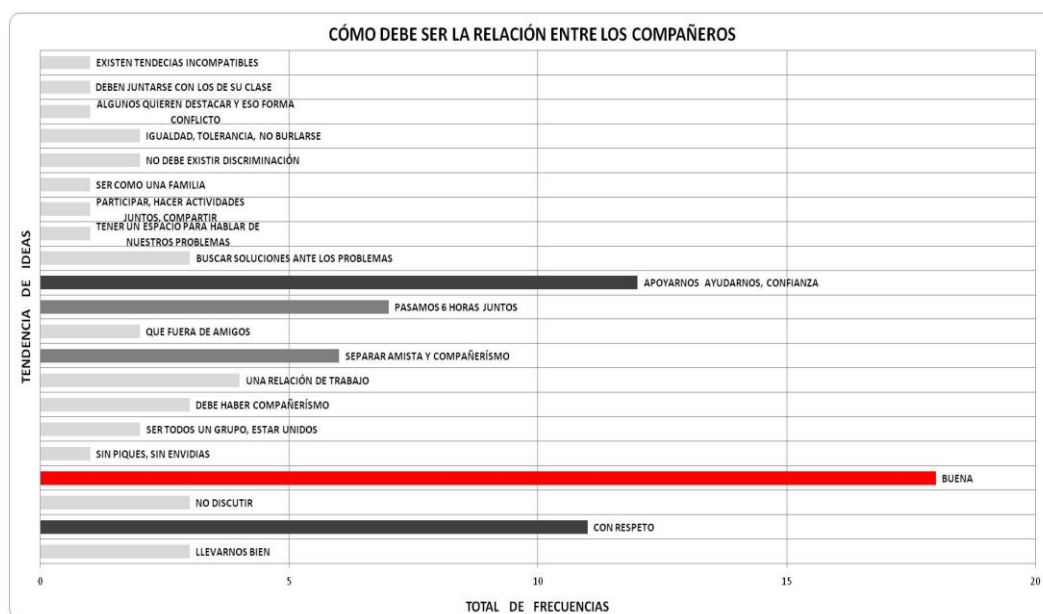 CÓMO DEBE SER LA RELACIÓN ENTRE LOS COMPAÑEROS
EXISTEN TENDECIAS INCOMPATIBLES
DEBEN JUNTARSE CON LOS DE SU CLASE
ALGUNOS QUIEREN DESTACAR Y ESO FORMA
CONFLICTO
IGUALDAD, TOLERANCIA, NO BURLARSE
NO DEBE EXISTIR DISCRIMINACIÓN
SER COMO UNA FAMILIA
PARTICIPAR, HACER ACTIVIDADES
JUNTOS, COMPARTIR
TENER UN ESPACIO PARA HABLAR DE
NUESTROS PROBLEMAS
BUSCAR SOLUCIONES ANTE LOS PROBLEMAS
APOYARNOS AYUDARNOS, CONFIANZA
PASAMOS 6 HORAS JUNTOS
QUE FUERA DE AMIGOS
SEPARAR AMISTA Y COMPAÑERÍSMO
UNA RELACIÓN DE TRABAJO
DEBE HABER COMPAÑERÍSMO
SER TODOS UN GRUPO, ESTAR UNIDOS
SIN PIQUES, SIN ENVIDIAS
BUENA
NO DISCUTIR
CON RESPETO
LLEVARNOS BIEN
TENDENCIA DE IDEAS
0 5 10 15 20
TOTAL DE FRECUENCIAS